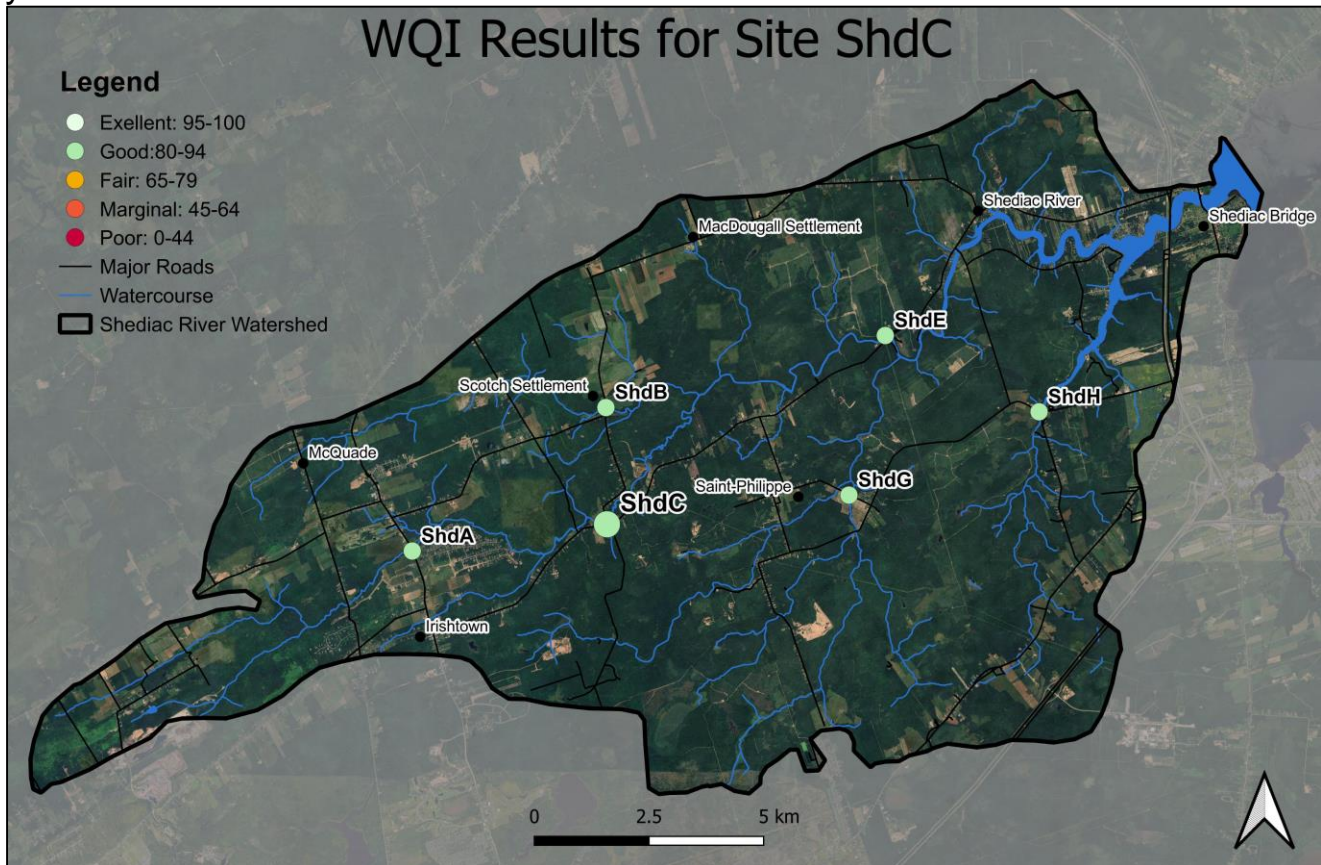 WQI Results for Site ShdC
Legend
Exellent: 95-100
Good:80-94
Fair: 65-79
Marginal: 45-64
Poor: 0-44
Major Roads
Watercourse
Shediac River Watershed
Shediac River
Shediac Bridge
MacDougall Settlement
ShdE
Scotch Settlement
ShdB
ShdH
McQuade
Saint-Philippe
ShdG
ShdC
ShdA
Irishtown
0 2.5 5 km